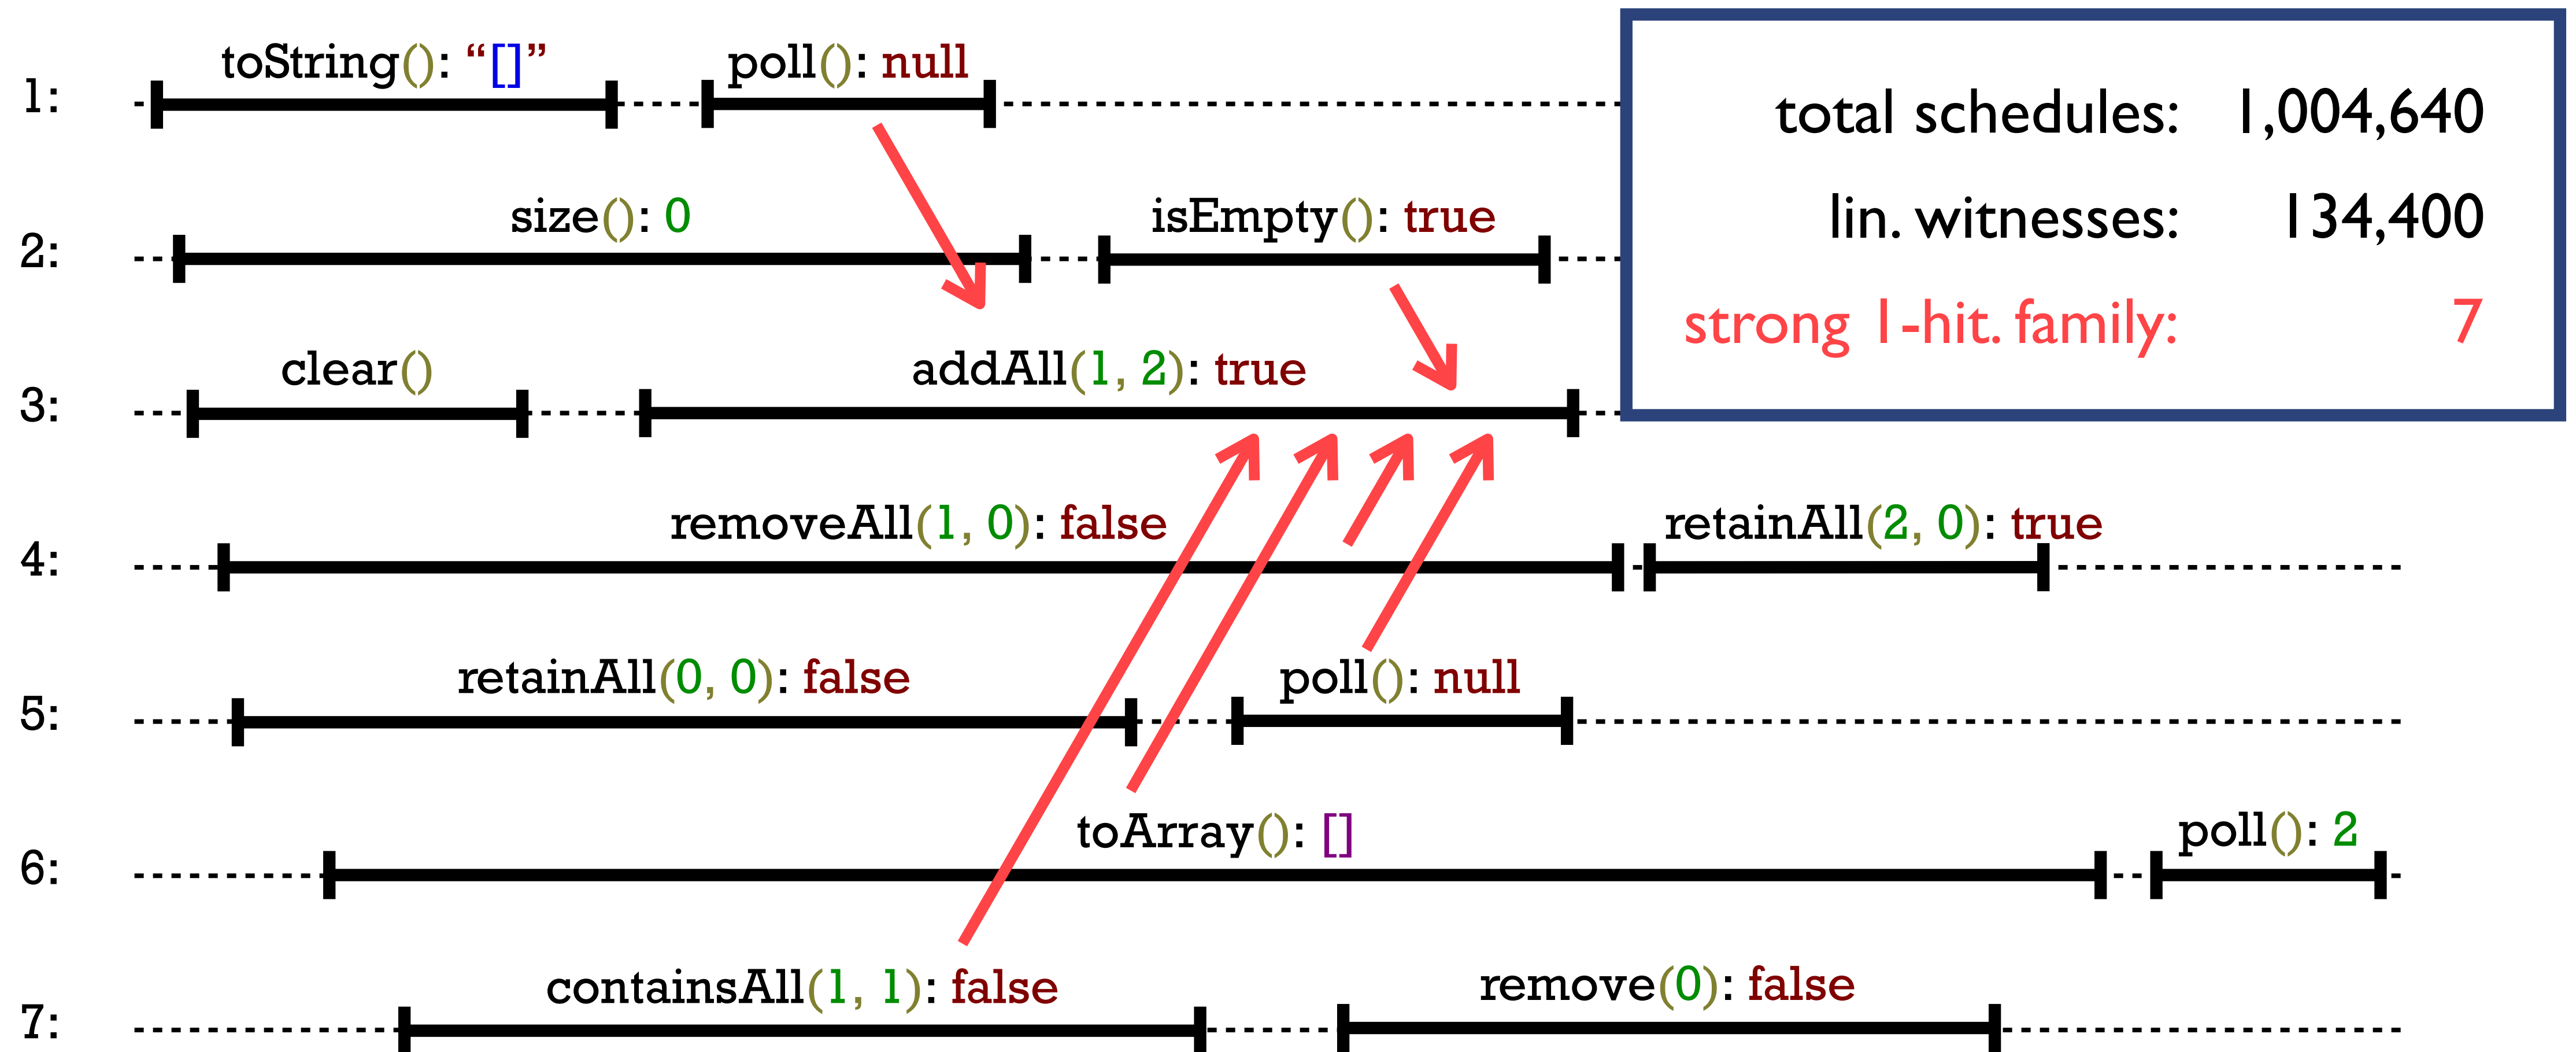 1: toString(): “[]” poll(): null
total schedules: 1,004,640
2: size(): 0 isEmpty(): true
lin. witnesses: 134,400
strong 1-hit. family: 7
3: clear() addAll(1, 2): true
4: removeAll(1, 0): false retainAll(2, 0): true
5: retainAll(0, 0): false poll(): null
6: toArray(): [] poll(): 2
7: containsAll(1, 1): false remove(0): false